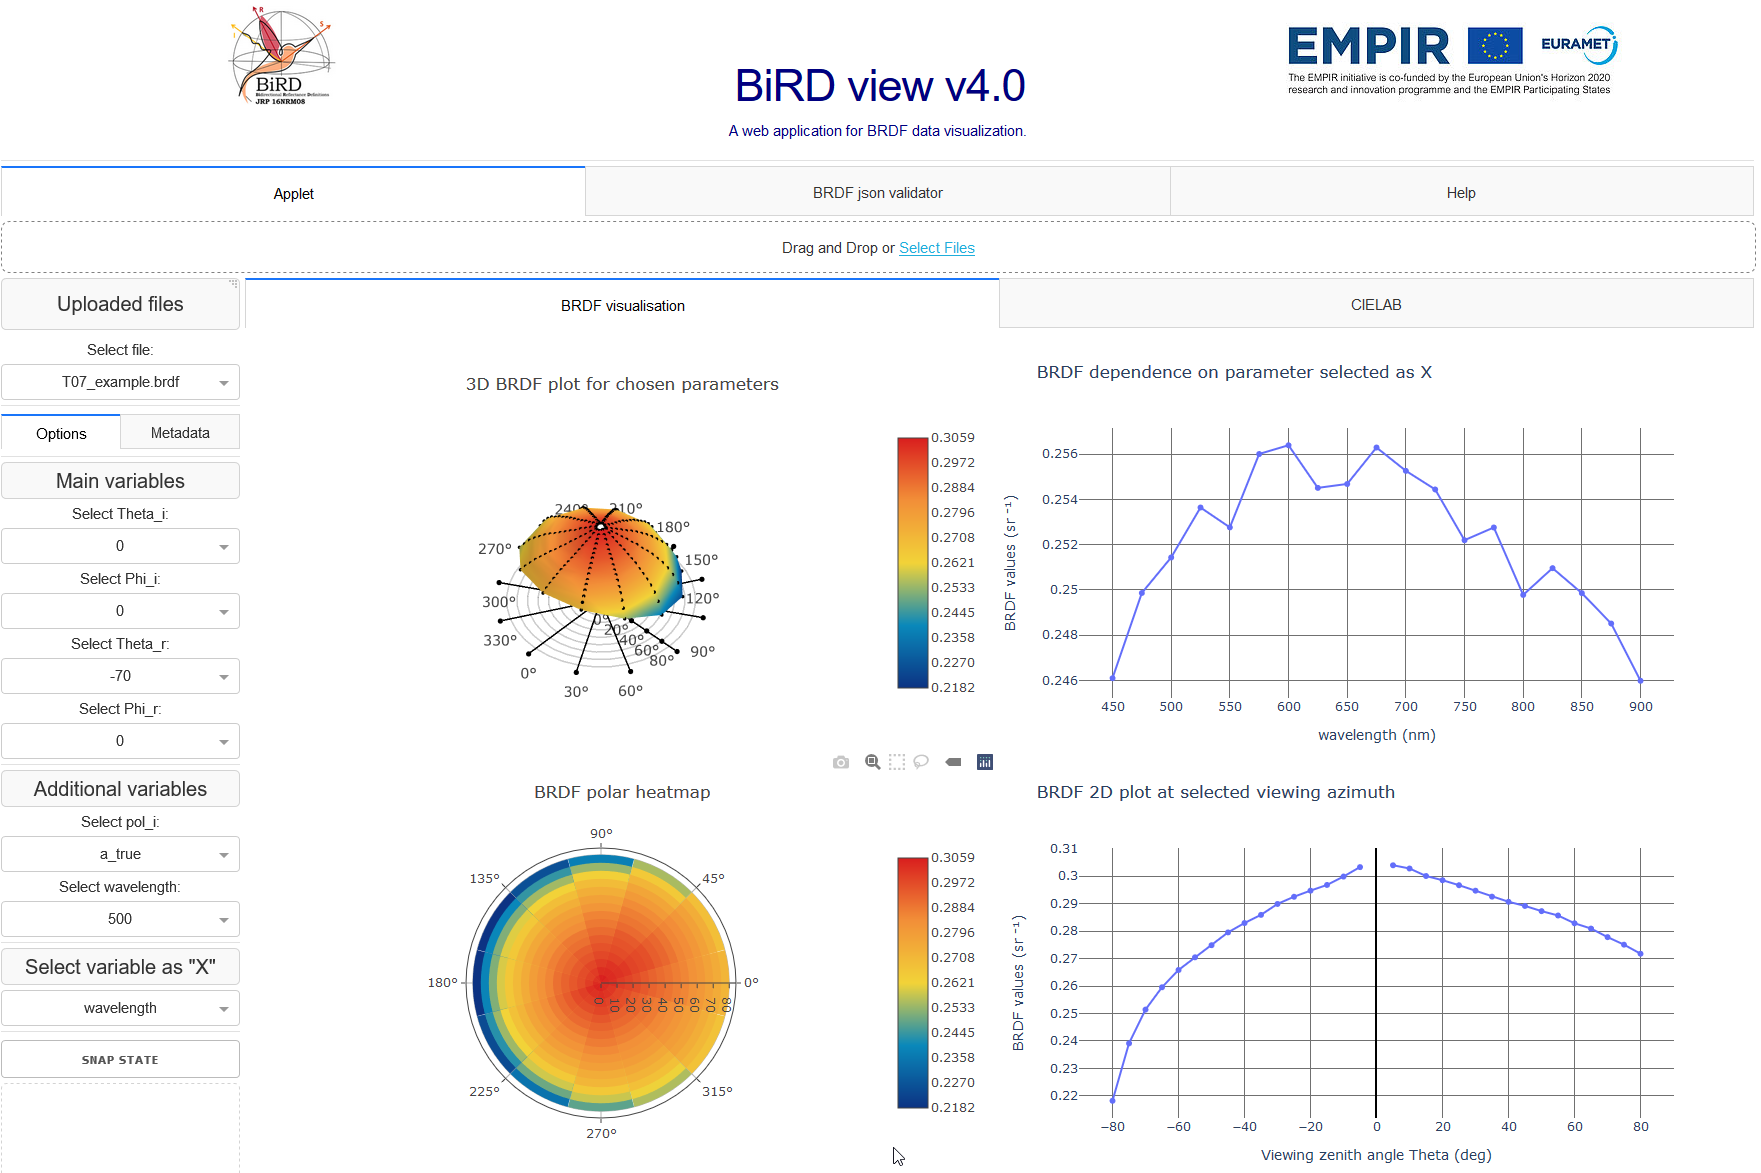 R
S
i
BiRD
Bidirectional Reflectance Definitions
JRP 16NRM08
BiRD view v4.0
A web application for BRDF data visualization.
EMPIR
EURAMET
The EMPIR initiative is co-funded by the European Union's Horizon 2020
research and innovation programme and the EMPIR Participating States
Applet
BRDF json validator
Help
Drag and Drop or Select Files
Uploaded files
Select file:
T07_example.brdf
Options
Metadata
Main variables
Select Theta_i:
0
Select Phi_i:
0
Select Theta_r:
-70
Select Phi_r:
0
Additional variables
Select pol_i:
a_true
Select wavelength:
500
Select variable as "X"
wavelength
SNAP STATE
BRDF visualisation
CIELAB
3D BRDF plot for chosen parameters
240°
210°
180°
270°
150°
300°
120°
0°
20°
330°
40°
60°
90°
80°
0°
30°
60°
0.3059
0.2972
0.2884
0.2796
0.2708
0.2621
0.2533
0.2445
0.2358
0.2270
0.2182
BRDF dependence on parameter selected as X
BRDF values (sr⁻¹)
0.256
0.254
0.252
0.25
0.248
0.246
450 500 550 600 650 700 750 800 850 900
wavelength (nm)
BRDF polar heatmap
90°
135°
45°
180°
0°
0 10 20 30 40 50 60 70 80
225°
315°
270°
0.3059
0.2972
0.2884
0.2796
0.2708
0.2621
0.2533
0.2445
0.2358
0.2270
0.2182
BRDF 2D plot at selected viewing azimuth
BRDF values (sr⁻¹)
0.31
0.3
0.29
0.28
0.27
0.26
0.25
0.24
0.23
0.22
−80 −60 −40 −20 0 20 40 60 80
Viewing zenith angle Theta (deg)